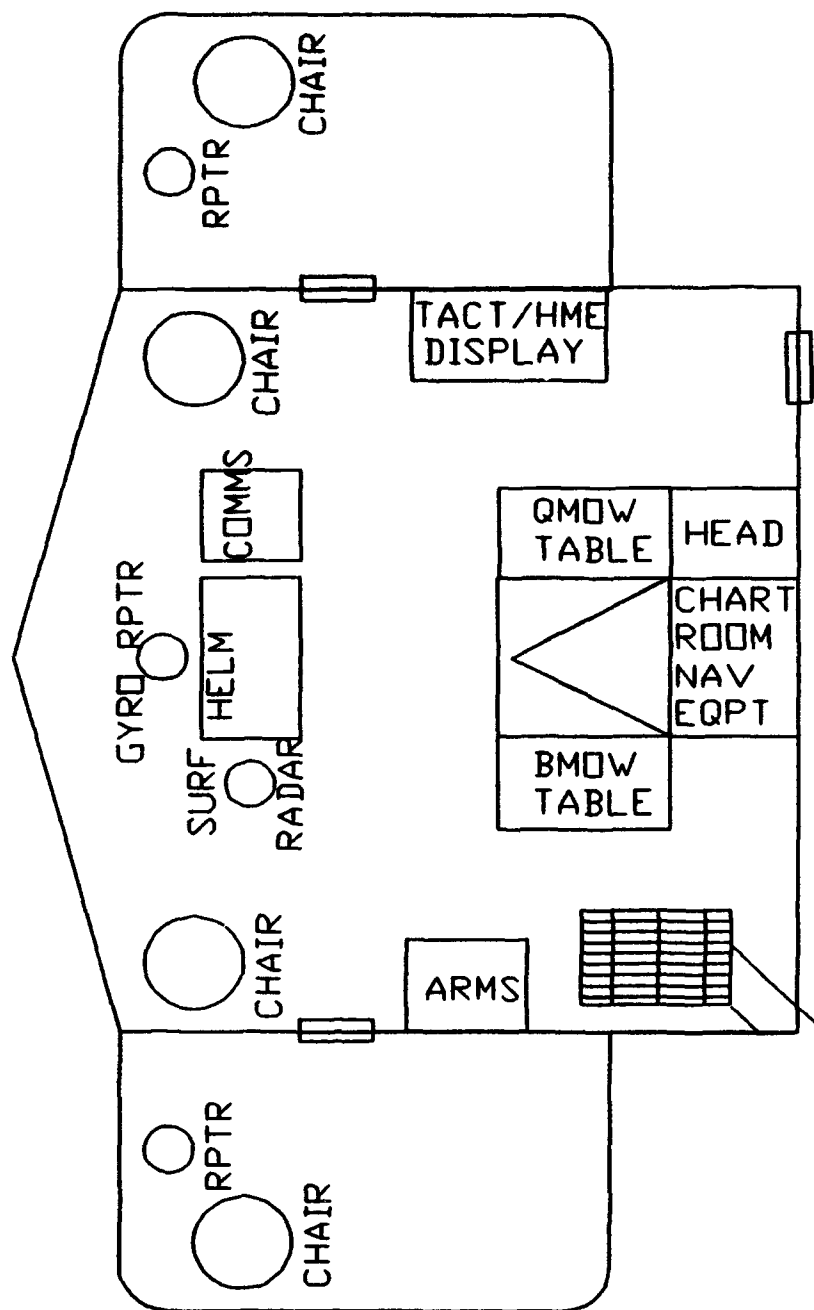 CHAIR
RPTR
CHAIR
TACT/HME
DISPLAY
COMMS
QMOW
TABLE
HEAD
GYRO RPTR
HELM
CHART
ROOM
NAV
EQPT
SURF
RADAR
BMOW
TABLE
CHAIR
ARMS
RPTR
CHAIR